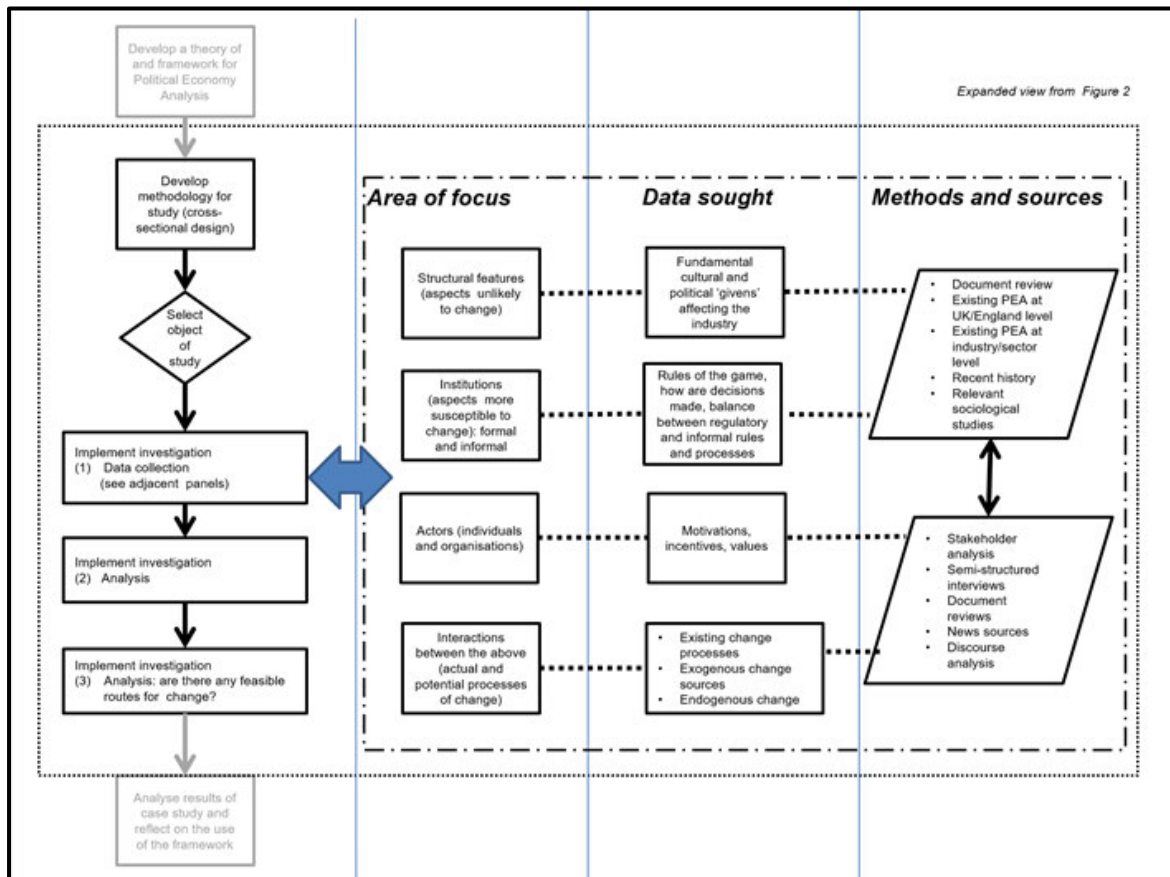 Develop a theory of
and framework for
Political Economy
Analysis
Expanded view from Figure 2
Develop
methodology for
study (cross-
sectional design)
Select
object
of
study
Implement investigation
(1) Data collection
(see adjacent panels)
Implement investigation
(2) Analysis
Implement investigation
(3) Analysis: are there any feasible
routes for change?
Analyse results of
case study and
reflect on the use
of the framework
Area of focus
Structural features
(aspects unlikely
to change)
Institutions
(aspects more
susceptible to
change): formal
and informal
Actors (individuals
and organisations)
Interactions
between the above
(actual and
potential processes
of change)
Data sought
Fundamental
cultural and
political 'givens'
affecting the
industry
Rules of the game,
how are decisions
made, balance
between regulatory
and informal rules
and processes
Motivations,
incentives, values
• Existing change
processes
• Exogenous change
sources
• Endogenous change
Methods and sources
• Document review
• Existing PEA at
UK/England level
• Existing PEA at
industry/sector
level
• Recent history
• Relevant
sociological
studies
• Stakeholder
analysis
• Semi-structured
interviews
• Document
reviews
• News sources
• Discourse
analysis